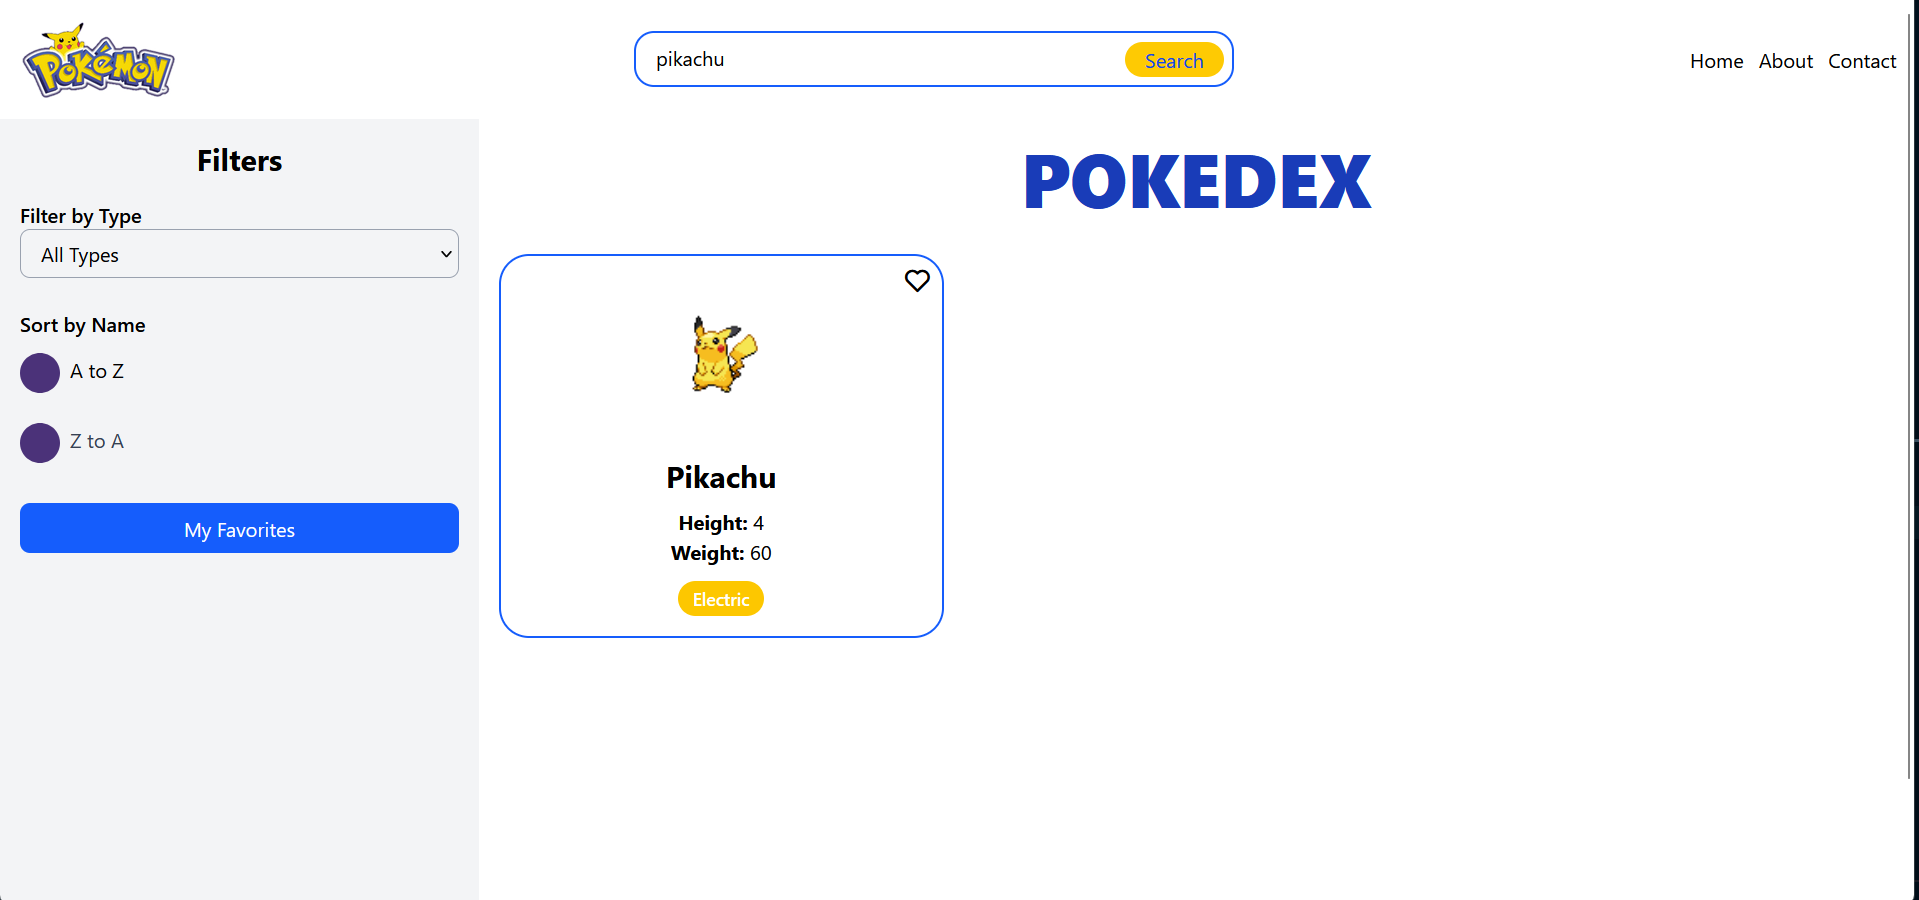 POKéMON
pikachu
Search
Home About Contact
Filters
Filter by Type
All Types
Sort by Name
A to Z
Z to A
My Favorites
POKEDEX
Pikachu
Height: 4
Weight: 60
Electric